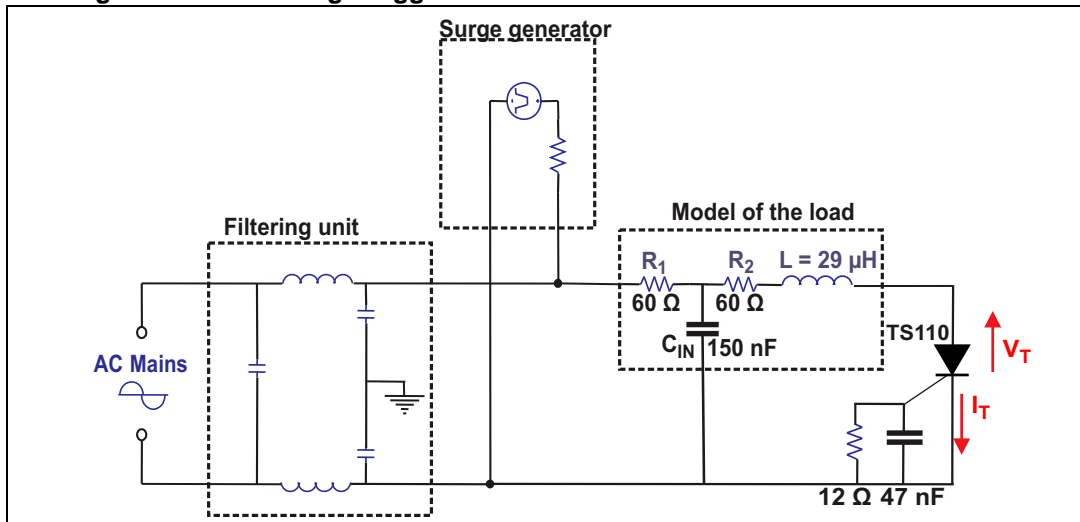 Surge generator
Filtering unit
Model of the load
R1
R2
L = 29 µH
60 Ω
60 Ω
CIN
150 nF
TS110
VT
IT
AC Mains
12 Ω
47 nF